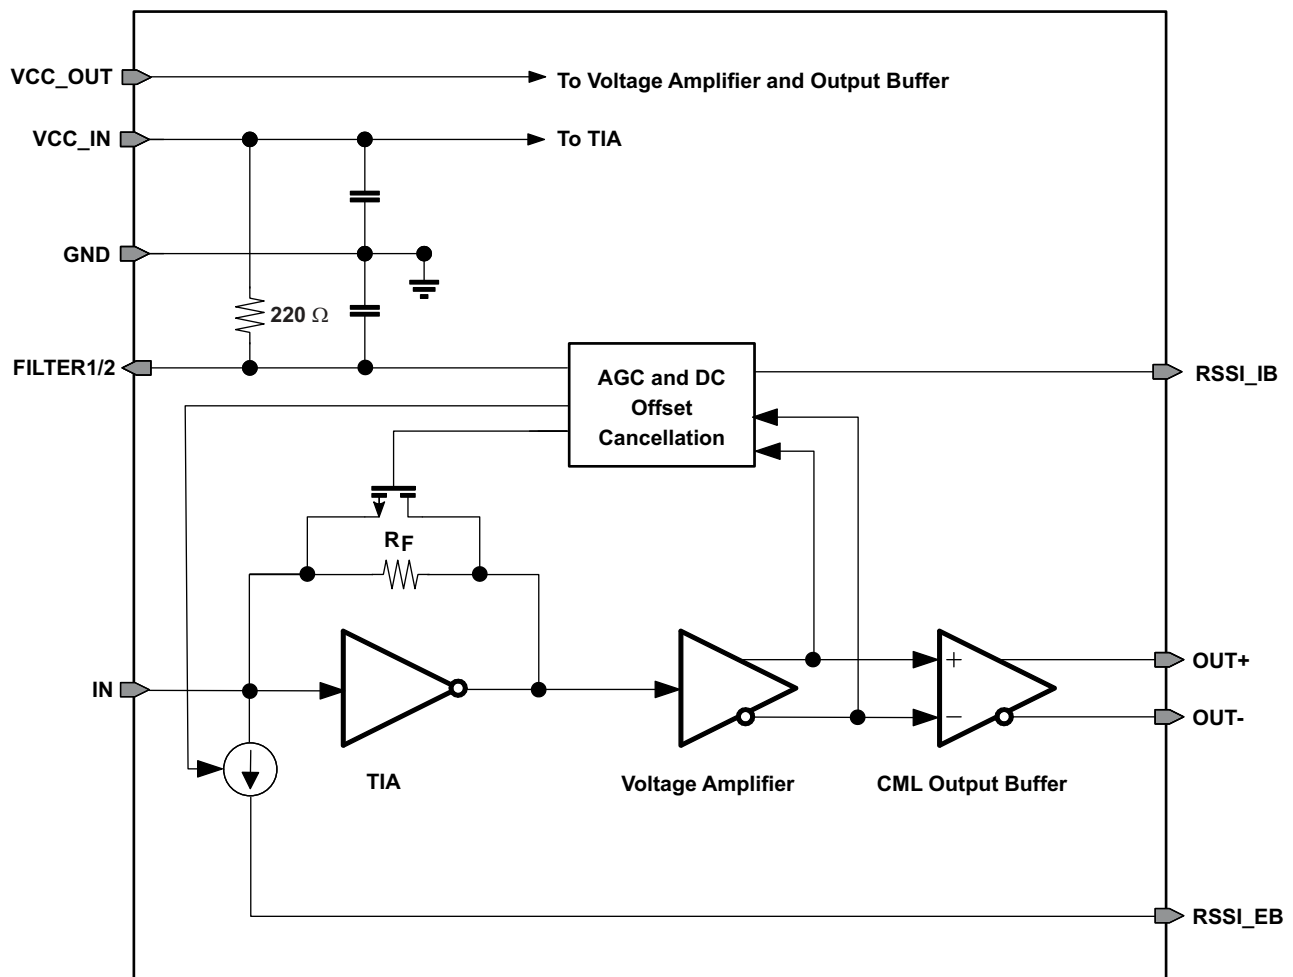 VCC_OUT
To Voltage Amplifier and Output Buffer
VCC_IN
To TIA
GND
220 Ω
FILTER1/2
AGC and DC
Offset
Cancellation
RSSI_IB
RF
IN
+
−
OUT+
OUT-
TIA
Voltage Amplifier
CML Output Buffer
RSSI_EB